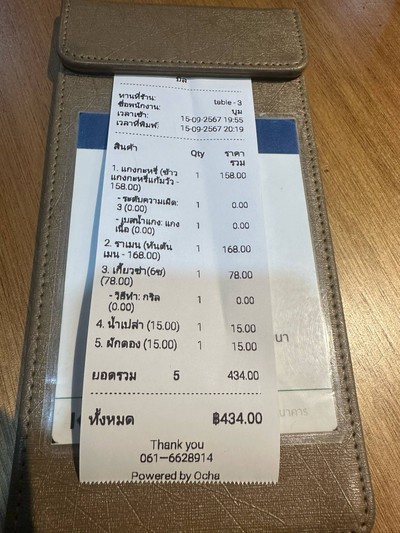 บิล
ทานที่ร้าน: table - 3
ชื่อพนักงาน: บูม
เวลาเข้า: 15-09-2567 19:55
เวลาที่พิมพ์: 15-09-2567 20:19
สินค้า Qty ราคา
รวม
1. แกงกะหรี่ (ข้าว 1 158.00
แกงกะหรี่แก้มวัว -
158.00)
- ระดับความเผ็ด: 1 0.00
3 (0.00)
- เบสน้ำแกง: แกง 1 0.00
เนื้อ (0.00)
2. ราเมน (ทันตัน 1 168.00
เมน - 168.00)
3. เกี๊ยวซ่า(6ช) 1 78.00
(78.00)
- วิธีทำ: กริล 1 0.00
(0.00)
4. น้ำเปล่า (15.00) 1 15.00
5. ผักดอง (15.00) 1 15.00
ยอดรวม 5 434.00
ทั้งหมด ฿434.00
Thank you
061-6628914
Powered by Ocha
นา
นาคาร